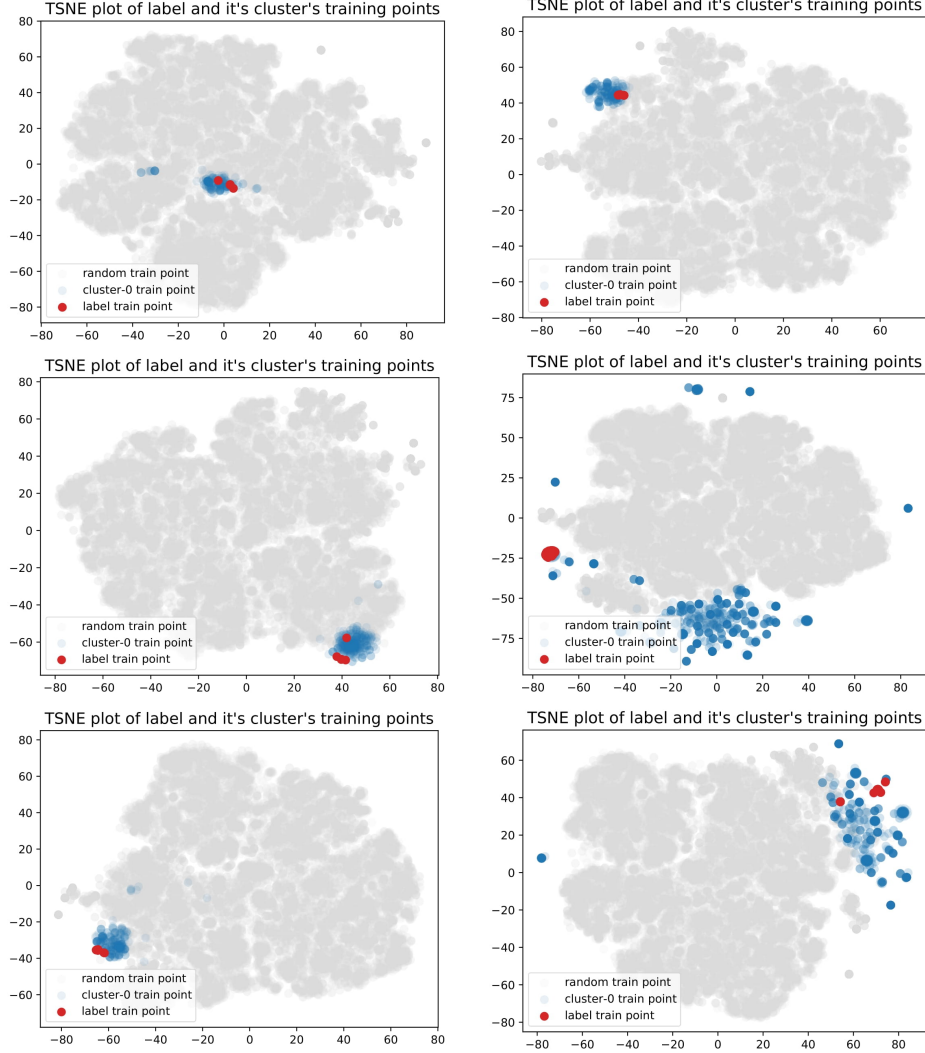 TSNE plot of label and it's cluster's training points
80
60
40
20
0
−20
−40
−60
−80
random train point
cluster-0 train point
label train point
−80 −60 −40 −20 0 20 40 60 80
TSNE plot of label and it's cluster's training points
80
60
40
20
0
−20
−40
−60
−80
random train point
cluster-0 train point
label train point
−80 −60 −40 −20 0 20 40 60
TSNE plot of label and it's cluster's training points
80
60
40
20
0
−20
−40
−60
random train point
cluster-0 train point
label train point
−80 −60 −40 −20 0 20 40 60 80
TSNE plot of label and it's cluster's training points
75
50
25
0
−25
−50
−75
random train point
cluster-0 train point
label train point
−80 −60 −40 −20 0 20 40 60 80
TSNE plot of label and it's cluster's training points
80
60
40
20
0
−20
−40
−60
random train point
cluster-0 train point
label train point
−80 −60 −40 −20 0 20 40 60 80
TSNE plot of label and it's cluster's training points
60
40
20
0
−20
−40
−60
−80
random train point
cluster-0 train point
label train point
−80 −60 −40 −20 0 20 40 60 80